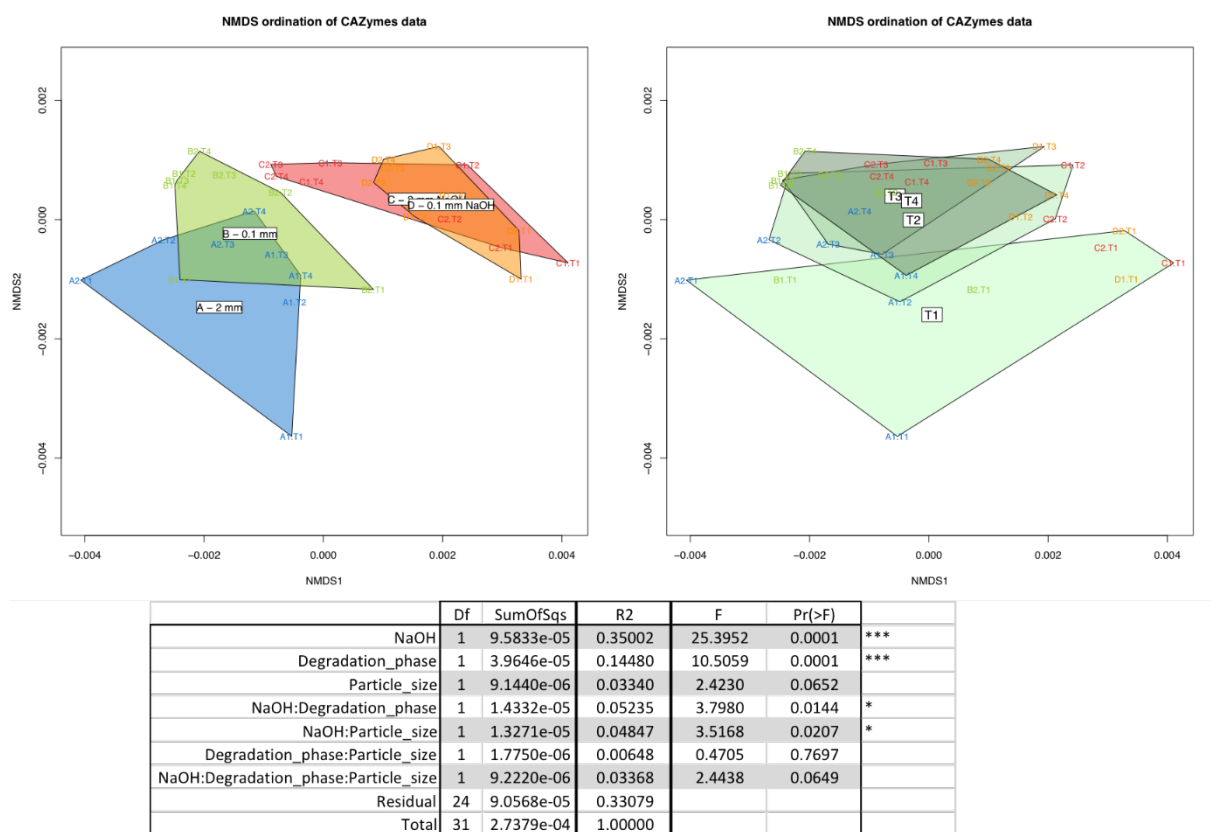 NMDS ordination of CAZymes data
NMDS2
0.002
0.000
−0.002
−0.004
B2.T4
B1.T2
B2.T3
B2.T2
A2.T4
A2.T2
B − 0.1 mm
A2.T3
A1.T3
A2.T1
A1.T4
B2.T1
A1.T2
A − 2 mm
A1.T1
C2.T3
C1.T3
C1.T2
C2.T4
C1.T4
D1.T3
D − 0.1 mm NaOH
C2.T2
C2.T1
C1.T1
D1.T1
−0.004
−0.002
0.000
0.002
0.004
NMDS1
NMDS ordination of CAZymes data
NMDS2
0.002
0.000
−0.002
−0.004
D1.T3
C2.T3
C1.T3
C2.T4
C1.T4
T3
T4
T2
A2.T4
A2.T2
A2.T3
A1.T3
A1.T4
A1.T2
D1.T2
C2.T2
D2.T1
C2.T1
C1.T1
D1.T1
A2.T1
B1.T1
B2.T1
T1
A1.T1
−0.004
−0.002
0.000
0.002
0.004
NMDS1
Df SumOfSqs R2 F Pr(>F)
NaOH 1 9.5833e-05 0.35002 25.3952 0.0001 ***
Degradation_phase 1 3.9646e-05 0.14480 10.5059 0.0001 ***
Particle_size 1 9.1440e-06 0.03340 2.4230 0.0652
NaOH:Degradation_phase 1 1.4332e-05 0.05235 3.7980 0.0144 *
NaOH:Particle_size 1 1.3271e-05 0.04847 3.5168 0.0207 *
Degradation_phase:Particle_size 1 1.7750e-06 0.00648 0.4705 0.7697
NaOH:Degradation_phase:Particle_size 1 9.2220e-06 0.03368 2.4438 0.0649
Residual 24 9.0568e-05 0.33079
Total 31 2.7379e-04 1.00000